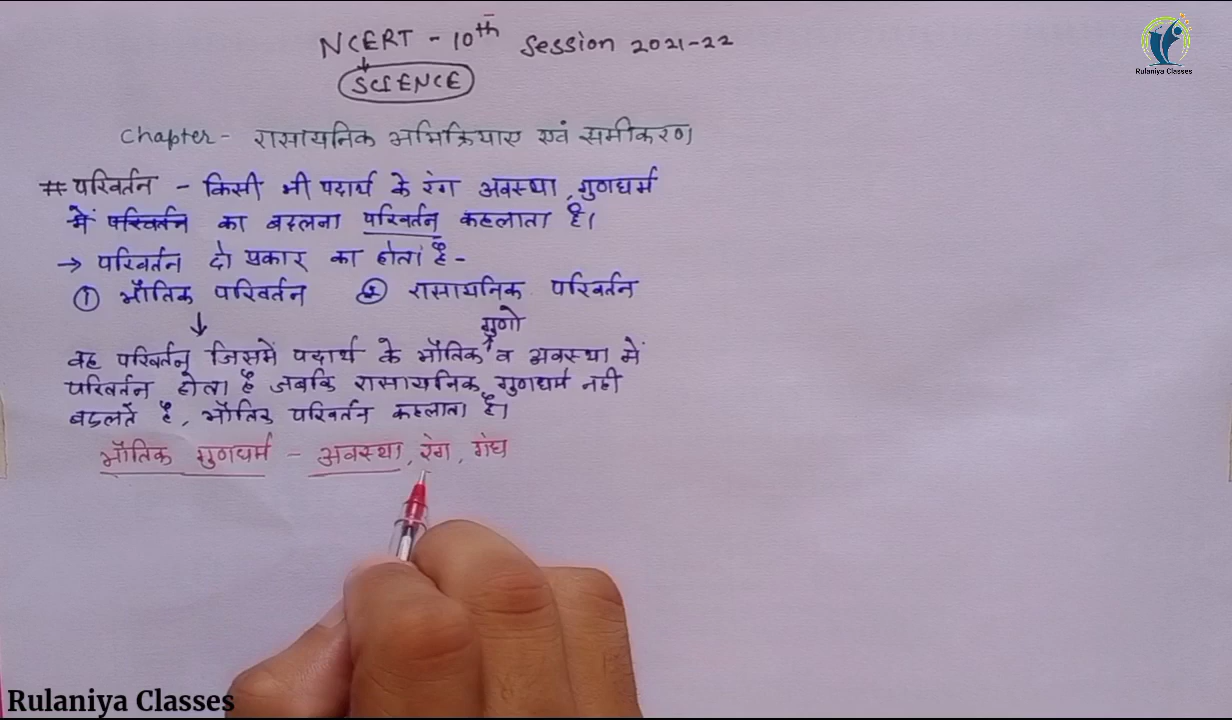 NCERT - 10th Session 2021-22
SCIENCE
Rulaniya Classes
Chapter - रासायनिक अभिक्रियाए एवं समीकरण
# परिवर्तन - किसी भी पदार्थ के रंग अवस्था, गुणधर्म
में परिवर्तन का बदलना परिवर्तन कहलाता है।
→ परिवर्तन दो प्रकार का होता है -
① भौतिक परिवर्तन ② रासायनिक परिवर्तन
↓ गुणो
वह परिवर्तन जिसमें पदार्थ के भौतिक व अवस्था में
परिवर्तन होता है जबकि रासायनिक गुणधर्म नही
बदलते है, भौतिक परिवर्तन कहलाता है।
भौतिक गुणधर्म - अवस्था, रंग, गंध
Rulaniya Classes